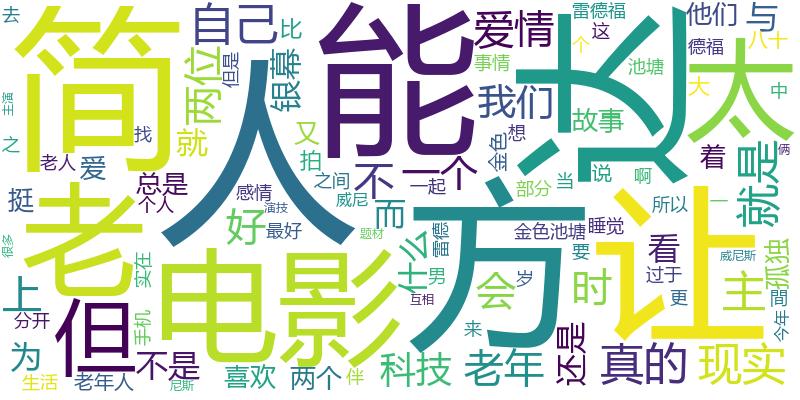 去
自己
比
雷德福
这
他们
与
简
能
爱情
个
德福
八十
主演
两位
但是
银幕
事情
池塘
大
太
中
之
找
就
人
我们
以
故事
老人
爱
又
金色
想
拍
不
一个
着
俩
挺
总是
感情
之间
一起
部分
当
说
啊
就是
个人
威尼
老
好
演技
而
方
让
所以
一
很多
最好
题材
什么
雷德
金色池塘
睡觉
看
威尼斯
实在
电影
男
要
过于
孤独
上
但
互相
会
岁
时
更
主
今年
間
分开
手机
来
为
不是
喜欢
两个
伴
科技
老年
还是
真的
现实
生活
老年人
尼斯